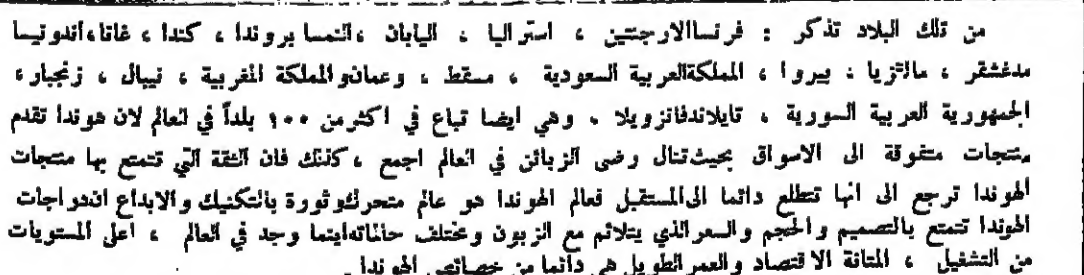 من تلك البلاد تذكر : فرنساالارجنتين ، استراليا ، اليابان ،النمسا بروندا ، كندا ، غانا،أندونيسا
مدغشقر ، مالتزيا ، بيروا ، المملكةالعربية السعودية ، مسقط ، وعمانوالمملكة المغربية ، نيبال ، زنجبار،
الجمهورية العربية السورية ، تايلاندفانزويلا . وهي ايضا تباع في اكثرمن ١٠٠ بلداً في العالم لان هوندا تقدم
منتجات متفوقة الى الاسواق بحيثتنال رضى الزبائن في العالم اجمع ،كذلك فان الثقة التي تتمتع بها منتجات
الهوندا ترجع الى انها تتطلع دائما الىالمستقبل فعالم الهوندا هو عالم متحركوثورة بالتكنيك والابداع اندراجات
الهوندا تتمتع بالتصميم والحجم والسعرالذي يتلائم مع الزبون ومختلف حالاتهاينما وجد في العالم ، اعلى المستويات
من التشغيل ، المتانة الاقتصاد والعمرالطويل هي دائما من خصائص الهوندا .